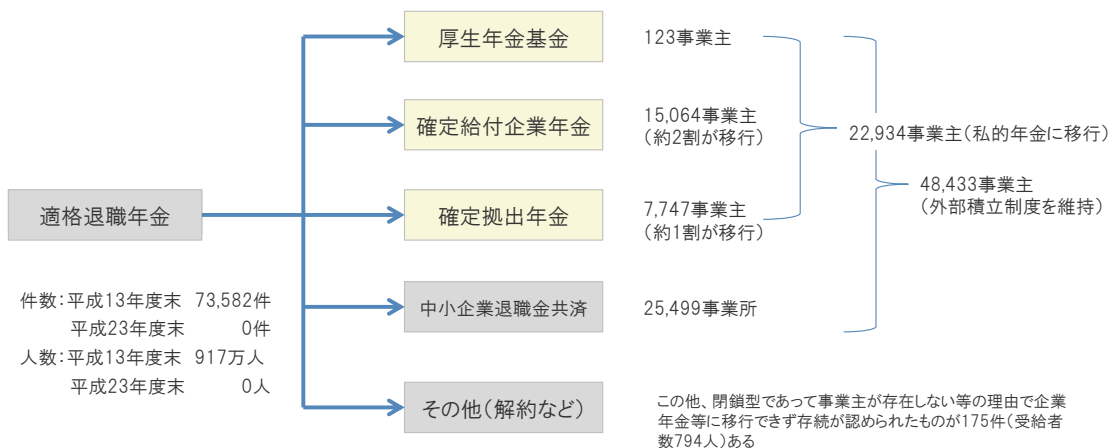 厚生年金基金
123事業主
確定給付企業年金
15,064事業主
(約2割が移行)
22,934事業主(私的年金に移行)
適格退職年金
確定拠出年金
7,747事業主
(約1割が移行)
48,433事業主
(外部積立制度を維持)
件数:平成13年度末 73,582件
平成23年度末 0件
人数:平成13年度末 917万人
平成23年度末 0人
中小企業退職金共済
25,499事業所
その他(解約など)
この他、閉鎖型であって事業主が存在しない等の理由で企業
年金等に移行できず存続が認められたものが175件(受給者
数794人)ある